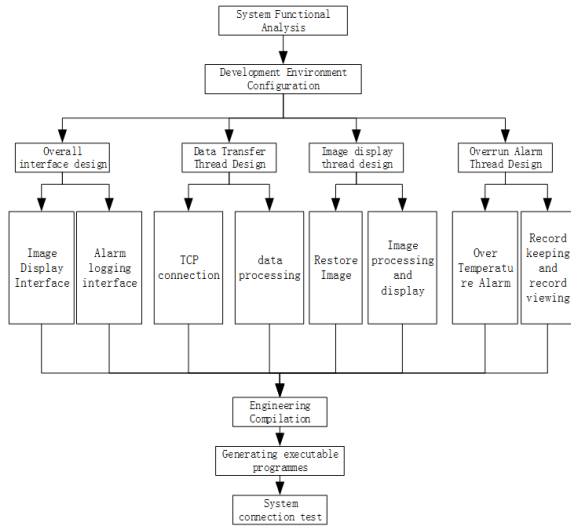 System Functional
Analysis
Development Environment
Configuration
Overall
interface design
Data Transfer
Thread Design
Image display
thread design
Overrun Alarm
Thread Design
Image
Display
Interface
Alarm
logging
interface
TCP
connection
data
processing
Restore
Image
Image
processing
and
display
Over
Temperatu
re Alarm
Record
keeping
and
record
viewing
Engineering
Compilation
Generating executable
programmes
System
connection test